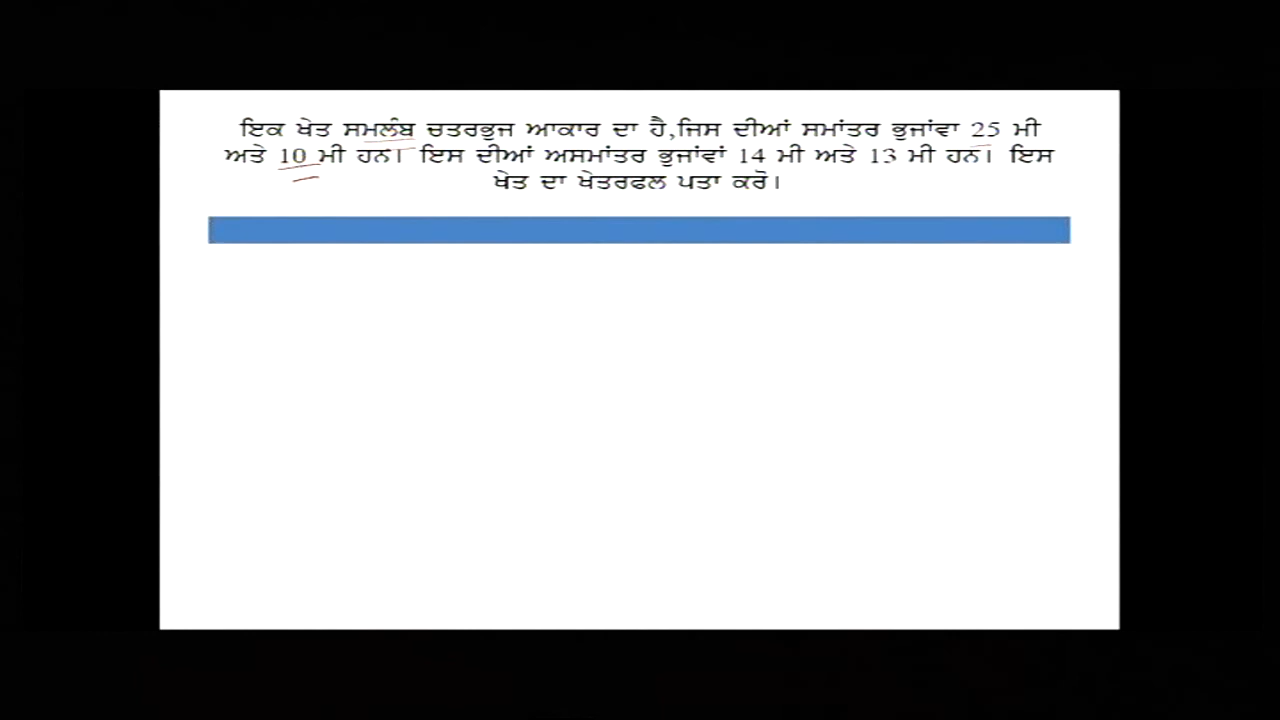 ਇਕ ਖੇਤ ਸਮਲੰਬ ਚਤਰਭੁਜ ਆਕਾਰ ਦਾ ਹੈ,ਜਿਸ ਦੀਆਂ ਸਮਾਂਤਰ ਭੁਜਾਂਵਾ 25 ਮੀ
ਅਤੇ 10 ਮੀ ਹਨ। ਇਸ ਦੀਆਂ ਅਸਮਾਂਤਰ ਭੁਜਾਂਵਾਂ 14 ਮੀ ਅਤੇ 13 ਮੀ ਹਨ। ਇਸ
ਖੇਤ ਦਾ ਖੇਤਰਫਲ ਪਤਾ ਕਰੋ।